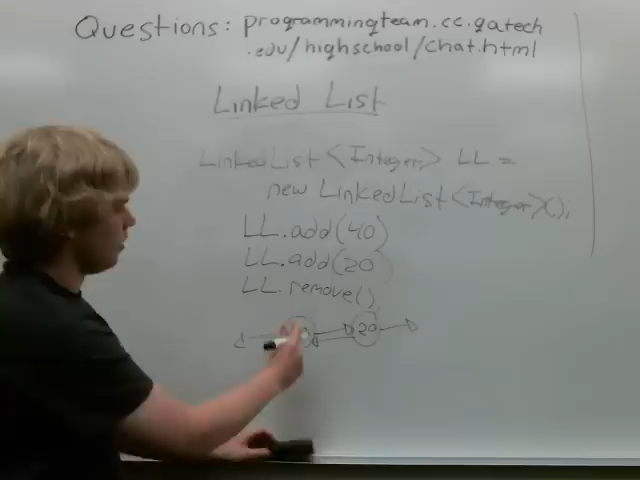 Questions: programmingteam.cc.gatech
.edu/highschool/chat.html
Linked List
LinkedList<Integer> LL =
new LinkedList<Integer>();
LL.add(40)
LL.add(20)
LL.remove();
20